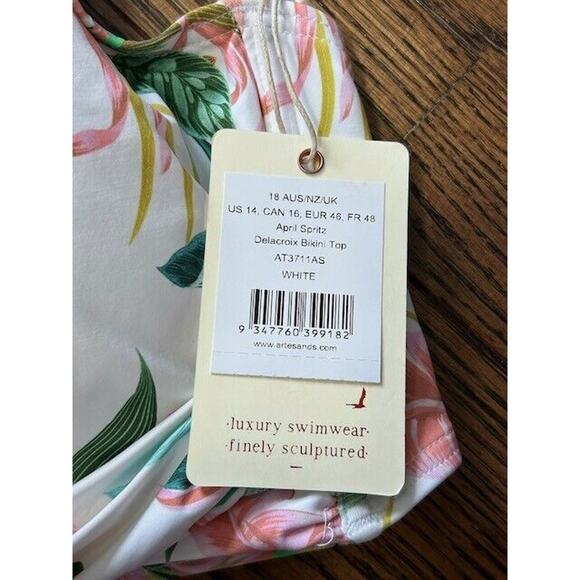 18 AUS/NZ/UK
US 14, CAN 16, EUR 46, FR 48
April Spritz
Delacroix Bikini Top
AT3711AS
WHITE
9 347760 399182
www.artesands.com
·luxury swimwear·
·finely sculptured·